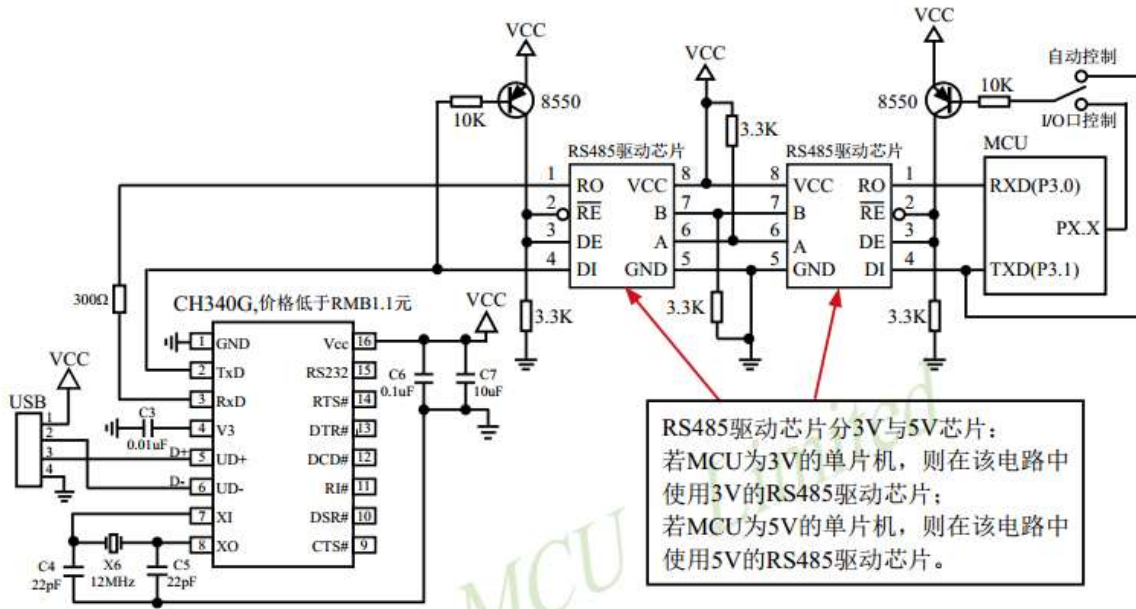 VCC
8550
10K
VCC
3.3K
VCC
8550
10K
自动控制
I/O口控制
RS485驱动芯片
1 RO VCC 8
2 RE B 7
3 DE A 6
4 DI GND 5
3.3K
3.3K
RS485驱动芯片
8 VCC RO 1
7 B RE 2
6 A DE 3
5 GND DI 4
3.3K
MCU
RXD(P3.0)
PX.X
TXD(P3.1)
300Ω
CH340G,价格低于RMB1.1元
1 GND Vcc 16
2 TxD RS232 15
3 RxD RTS# 14
4 V3 DTR# 13
5 UD+ DCD# 12
6 UD- RI# 11
7 XI DSR# 10
8 XO CTS# 9
VCC
C6
0.1uF
C7
10uF
VCC
USB
1
2
3
4
C3
0.01uF
D+
D-
C4
22pF
X6
12MHz
C5
22pF
RS485驱动芯片分3V与5V芯片;
若MCU为3V的单片机,则在该电路中
使用3V的RS485驱动芯片;
若MCU为5V的单片机,则在该电路中
使用5V的RS485驱动芯片。
MCU Limited